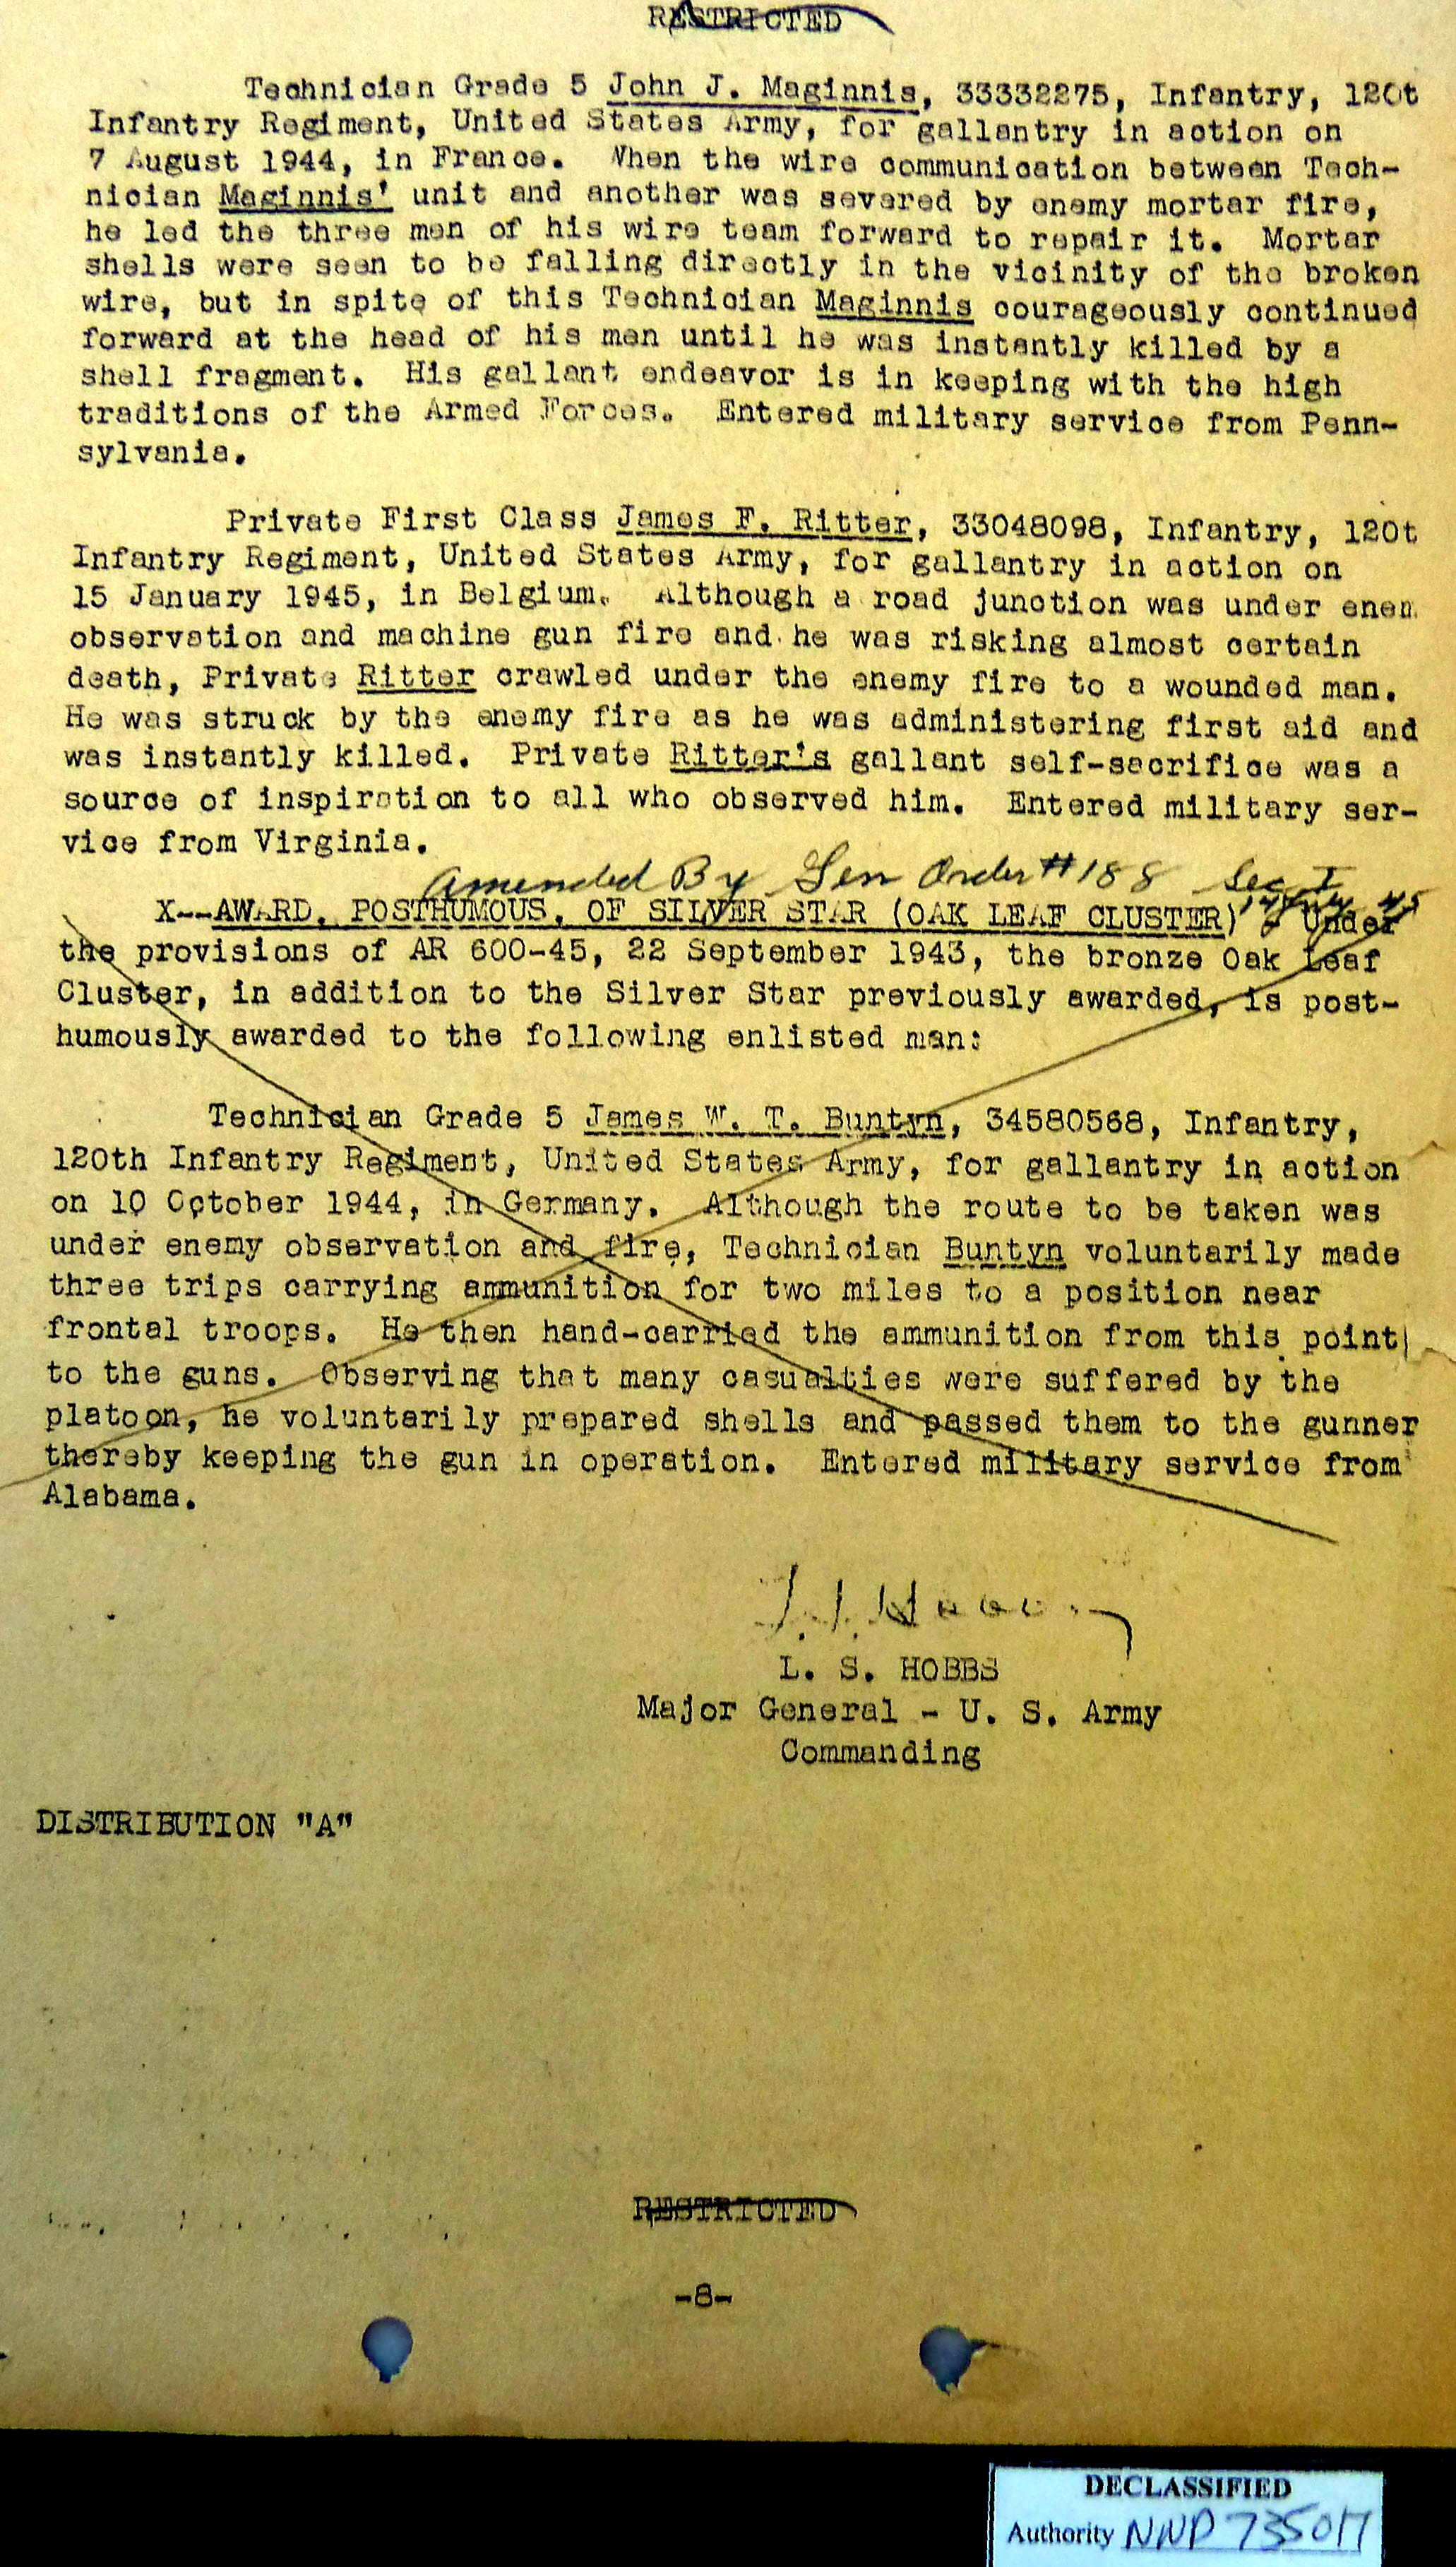 RESTRICTED
Technician Grade 5 John J. Maginnis, 33332275, Infantry, 120t
Infantry Regiment, United States Army, for gallantry in action on
7 August 1944, in France. When the wire communication between Tech-
nician Maginnis' unit and another was severed by enemy mortar fire,
he led the three men of his wire team forward to repair it. Mortar
shells were seen to be falling directly in the vicinity of the broken
wire, but in spite of this Technician Maginnis courageously continued
forward at the head of his men until he was instantly killed by a
shell fragment. His gallant endeavor is in keeping with the high
traditions of the Armed Forces. Entered military service from Penn-
sylvania.
Private First Class James F. Ritter, 33048098, Infantry, 120t
Infantry Regiment, United States Army, for gallantry in action on
15 January 1945, in Belgium. Although a road junction was under enem
observation and machine gun fire and he was risking almost certain
death, Private Ritter crawled under the enemy fire to a wounded man.
He was struck by the enemy fire as he was administering first aid and
was instantly killed. Private Ritter's gallant self-sacrifice was a
source of inspiration to all who observed him. Entered military ser-
vice from Virginia.
Amended By Gen Order #188 Sec I
45
X--AWARD, POSTHUMOUS, OF SILVER STAR (OAK LEAF CLUSTER) Under
the provisions of AR 600-45, 22 September 1943, the bronze Oak Leaf
Cluster, in addition to the Silver Star previously awarded, is post-
humously awarded to the following enlisted man:
Technician Grade 5 James W. T. Buntyn, 34580568, Infantry,
120th Infantry Regiment, United States Army, for gallantry in action
on 10 October 1944, in Germany. Although the route to be taken was
under enemy observation and fire, Technician Buntyn voluntarily made
three trips carrying ammunition for two miles to a position near
frontal troops. He then hand-carried the ammunition from this point
to the guns. Observing that many casualties were suffered by the
platoon, he voluntarily prepared shells and passed them to the gunner
thereby keeping the gun in operation. Entered military service from
Alabama.
L. S. HOBBS
Major General - U. S. Army
Commanding
DISTRIBUTION "A"
RESTRICTED
-8-
DECLASSIFIED
Authority NND 735017